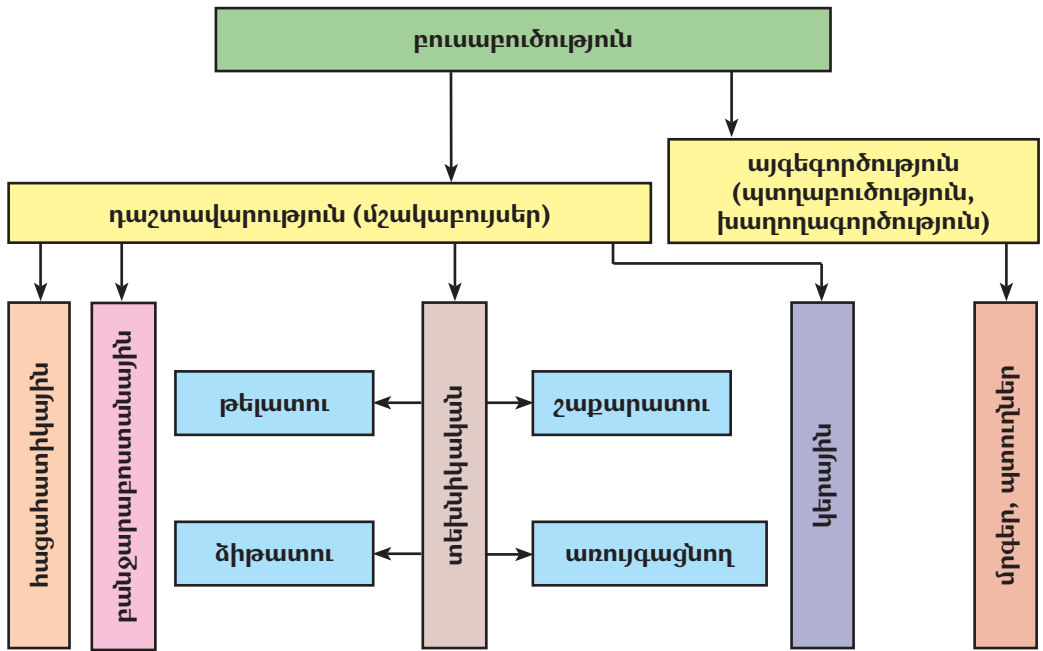 բուսաբուծություն
այգեգործություն
(պտղաբուծություն,
խաղողագործություն)
դաշտավարություն (մշակաբույսեր)
հացահատիկային
բանջարաբոստանային
թելատու
ձիթատու
տեխնիկական
շաքարատու
առույգացնող
կերային
մրգեր, պտուղներ